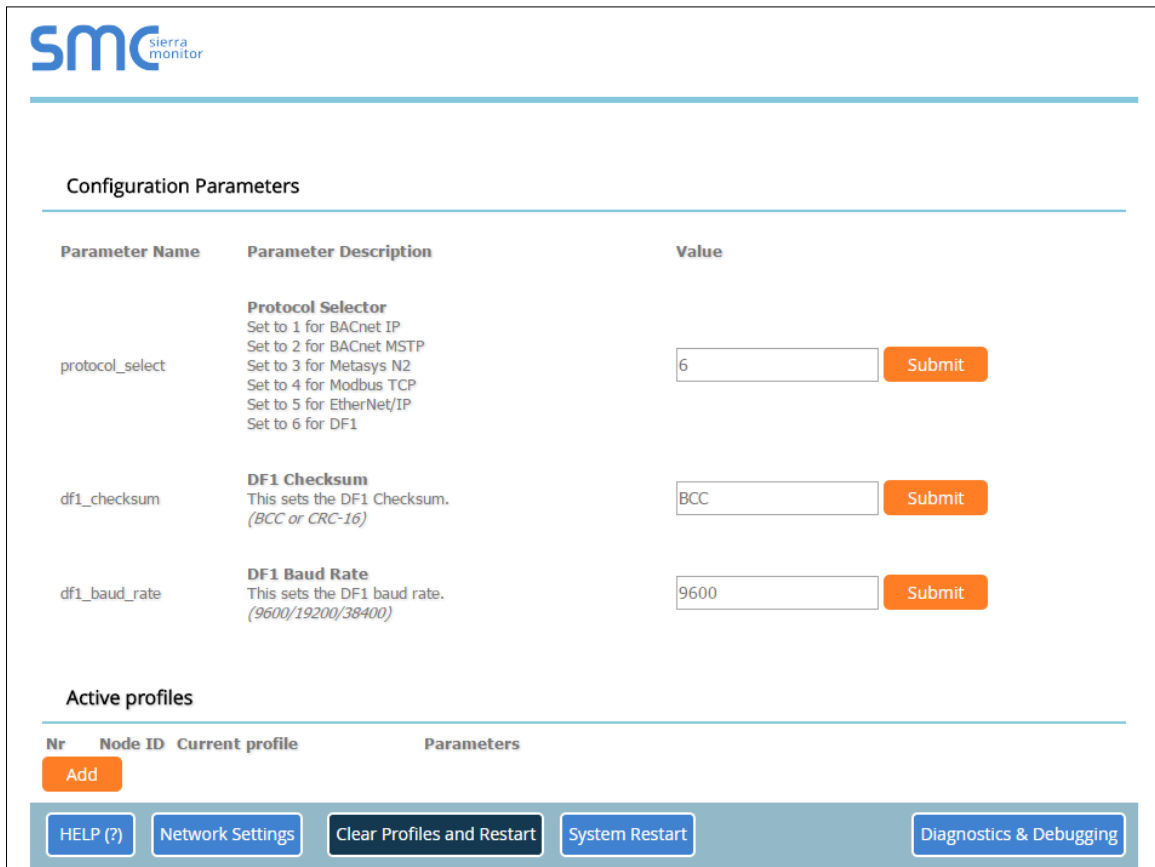 SMC sierra monitor
Configuration Parameters
Parameter Name Parameter Description Value
Protocol Selector
Set to 1 for BACnet IP
Set to 2 for BACnet MSTP
Set to 3 for Metasys N2
Set to 4 for Modbus TCP
Set to 5 for EtherNet/IP
Set to 6 for DF1
protocol_select
6
Submit
DF1 Checksum
This sets the DF1 Checksum.
(BCC or CRC-16)
df1_checksum
BCC
Submit
DF1 Baud Rate
This sets the DF1 baud rate.
(9600/19200/38400)
df1_baud_rate
9600
Submit
Active profiles
Nr Node ID Current profile Parameters
Add
HELP (?) Network Settings Clear Profiles and Restart System Restart Diagnostics & Debugging